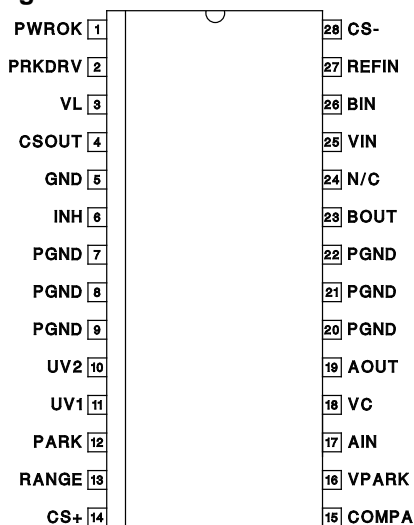 PWROK 1 28 CS-
PRKDRV 2 27 REFIN
VL 3 26 BIN
CSOUT 4 25 VIN
GND 5 24 N/C
INH 6 23 BOUT
PGND 7 22 PGND
PGND 8 21 PGND
PGND 9 20 PGND
UV2 10 19 AOUT
UV1 11 18 VC
PARK 12 17 AIN
RANGE 13 16 VPARK
CS+ 14 15 COMPA